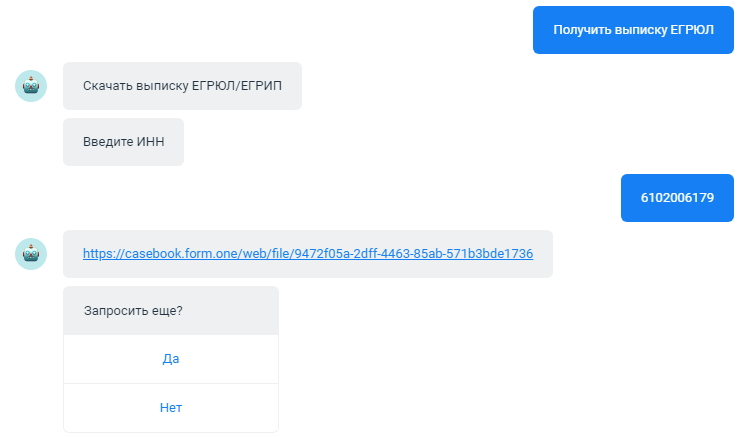 Получить выписку ЕГРЮЛ
Скачать выписку ЕГРЮЛ/ЕГРИП
Введите ИНН
6102006179
https://casebook.form.one/web/file/9472f05a-2dff-4463-85ab-571b3bde1736
Запросить еще?
Да
Нет